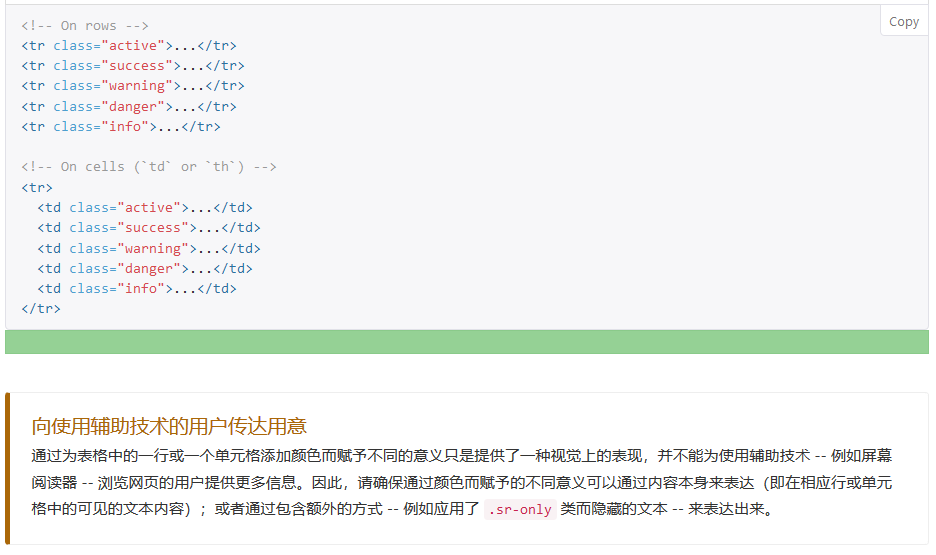 Copy
<!-- On rows -->
<tr class="active">...</tr>
<tr class="success">...</tr>
<tr class="warning">...</tr>
<tr class="danger">...</tr>
<tr class="info">...</tr>
<!-- On cells (`td` or `th`) -->
<tr>
  <td class="active">...</td>
  <td class="success">...</td>
  <td class="warning">...</td>
  <td class="danger">...</td>
  <td class="info">...</td>
</tr>
向使用辅助技术的用户传达用意
通过为表格中的一行或一个单元格添加颜色而赋予不同的意义只是提供了一种视觉上的表现，并不能为使用辅助技术 -- 例如屏幕
阅读器 -- 浏览网页的用户提供更多信息。因此，请确保通过颜色而赋予的不同意义可以通过内容本身来表达（即在相应行或单元
格中的可见的文本内容）；或者通过包含额外的方式 -- 例如应用了 .sr-only 类而隐藏的文本 -- 来表达出来。